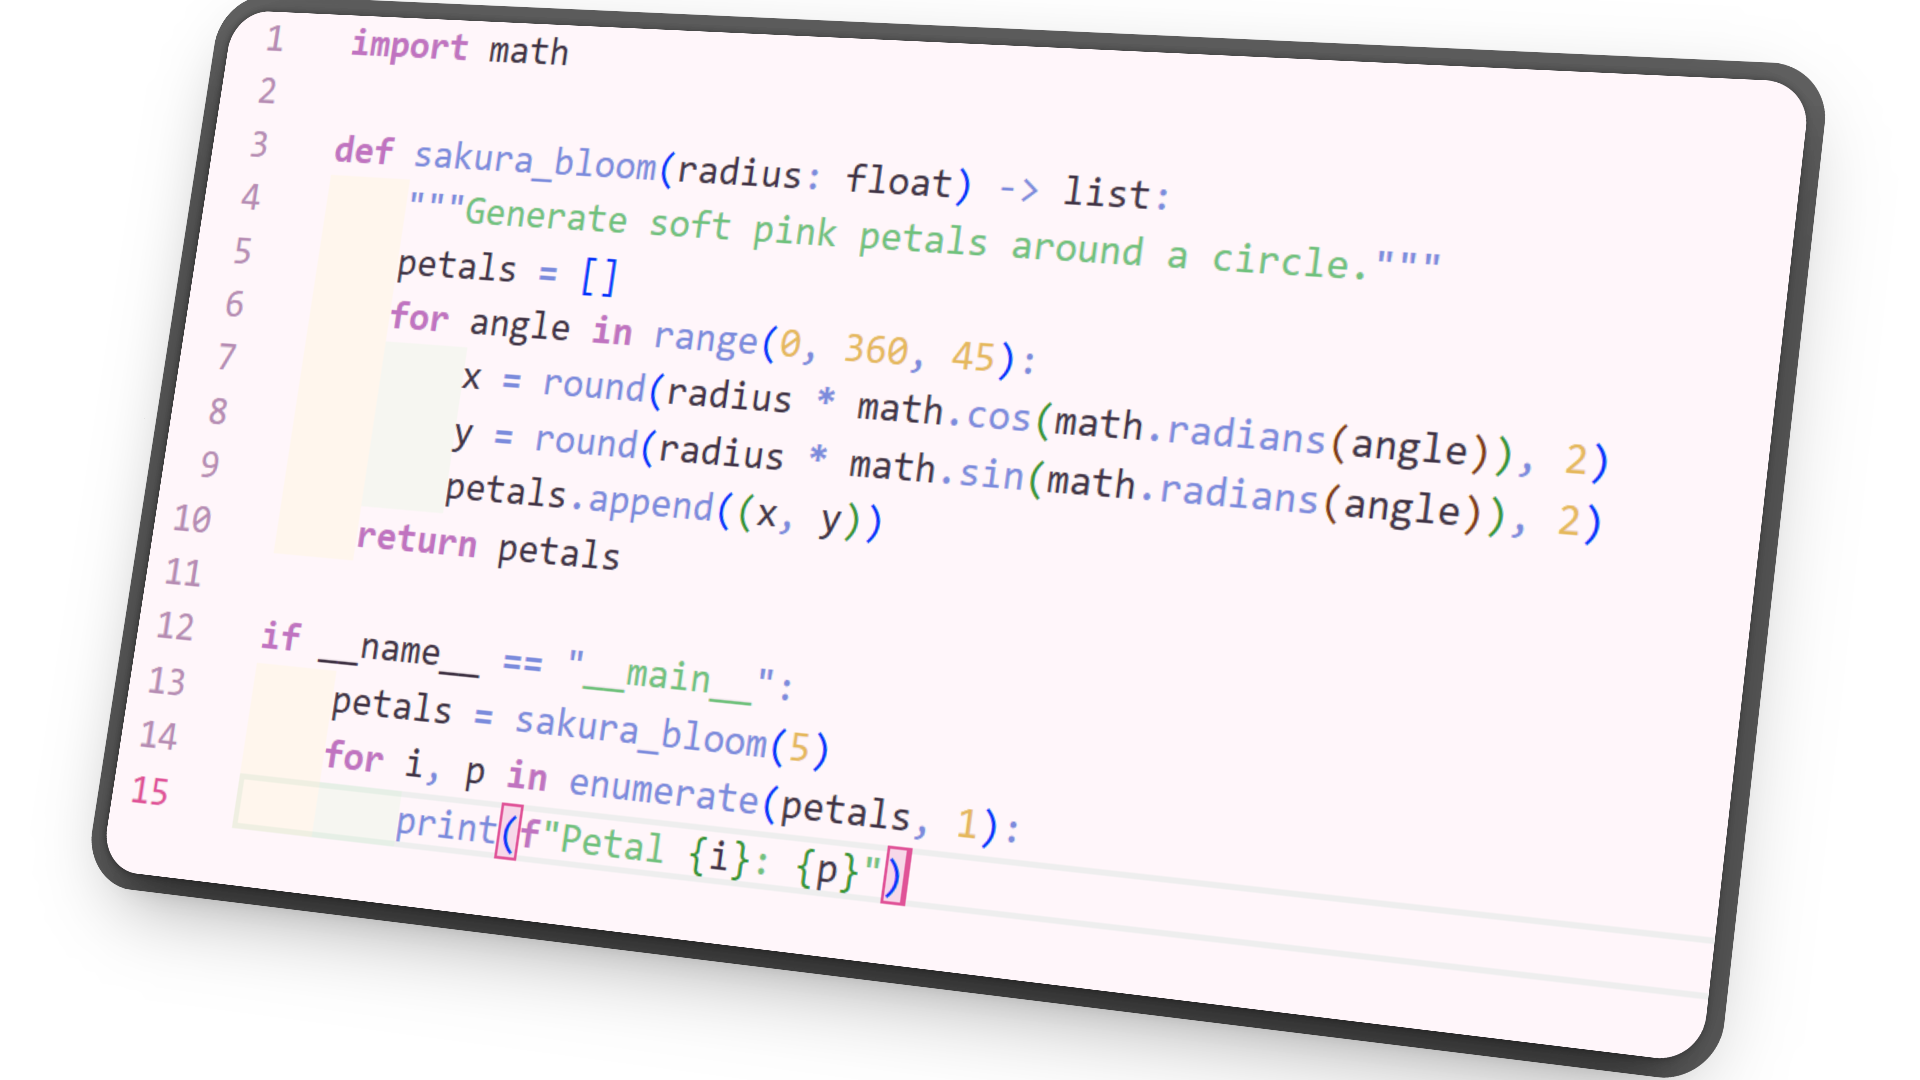 1 import math
2
3 def sakura_bloom(radius: float) -> list:
4     """Generate soft pink petals around a circle."""
5     petals = []
6     for angle in range(0, 360, 45):
7         x = round(radius * math.cos(math.radians(angle)), 2)
8         y = round(radius * math.sin(math.radians(angle)), 2)
9         petals.append((x, y))
10     return petals
11
12 if __name__ == "__main__":
13     petals = sakura_bloom(5)
14     for i, p in enumerate(petals, 1):
15         print(f"Petal {i}: {p}")